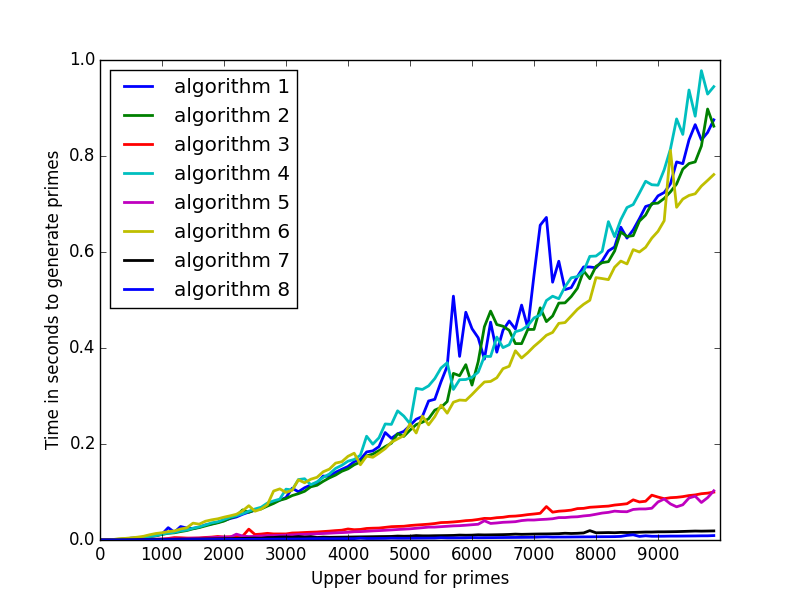 1.0
0.8
0.6
0.4
0.2
0.0
Time in seconds to generate primes
algorithm 1
algorithm 2
algorithm 3
algorithm 4
algorithm 5
algorithm 6
algorithm 7
algorithm 8
0 1000 2000 3000 4000 5000 6000 7000 8000 9000
Upper bound for primes